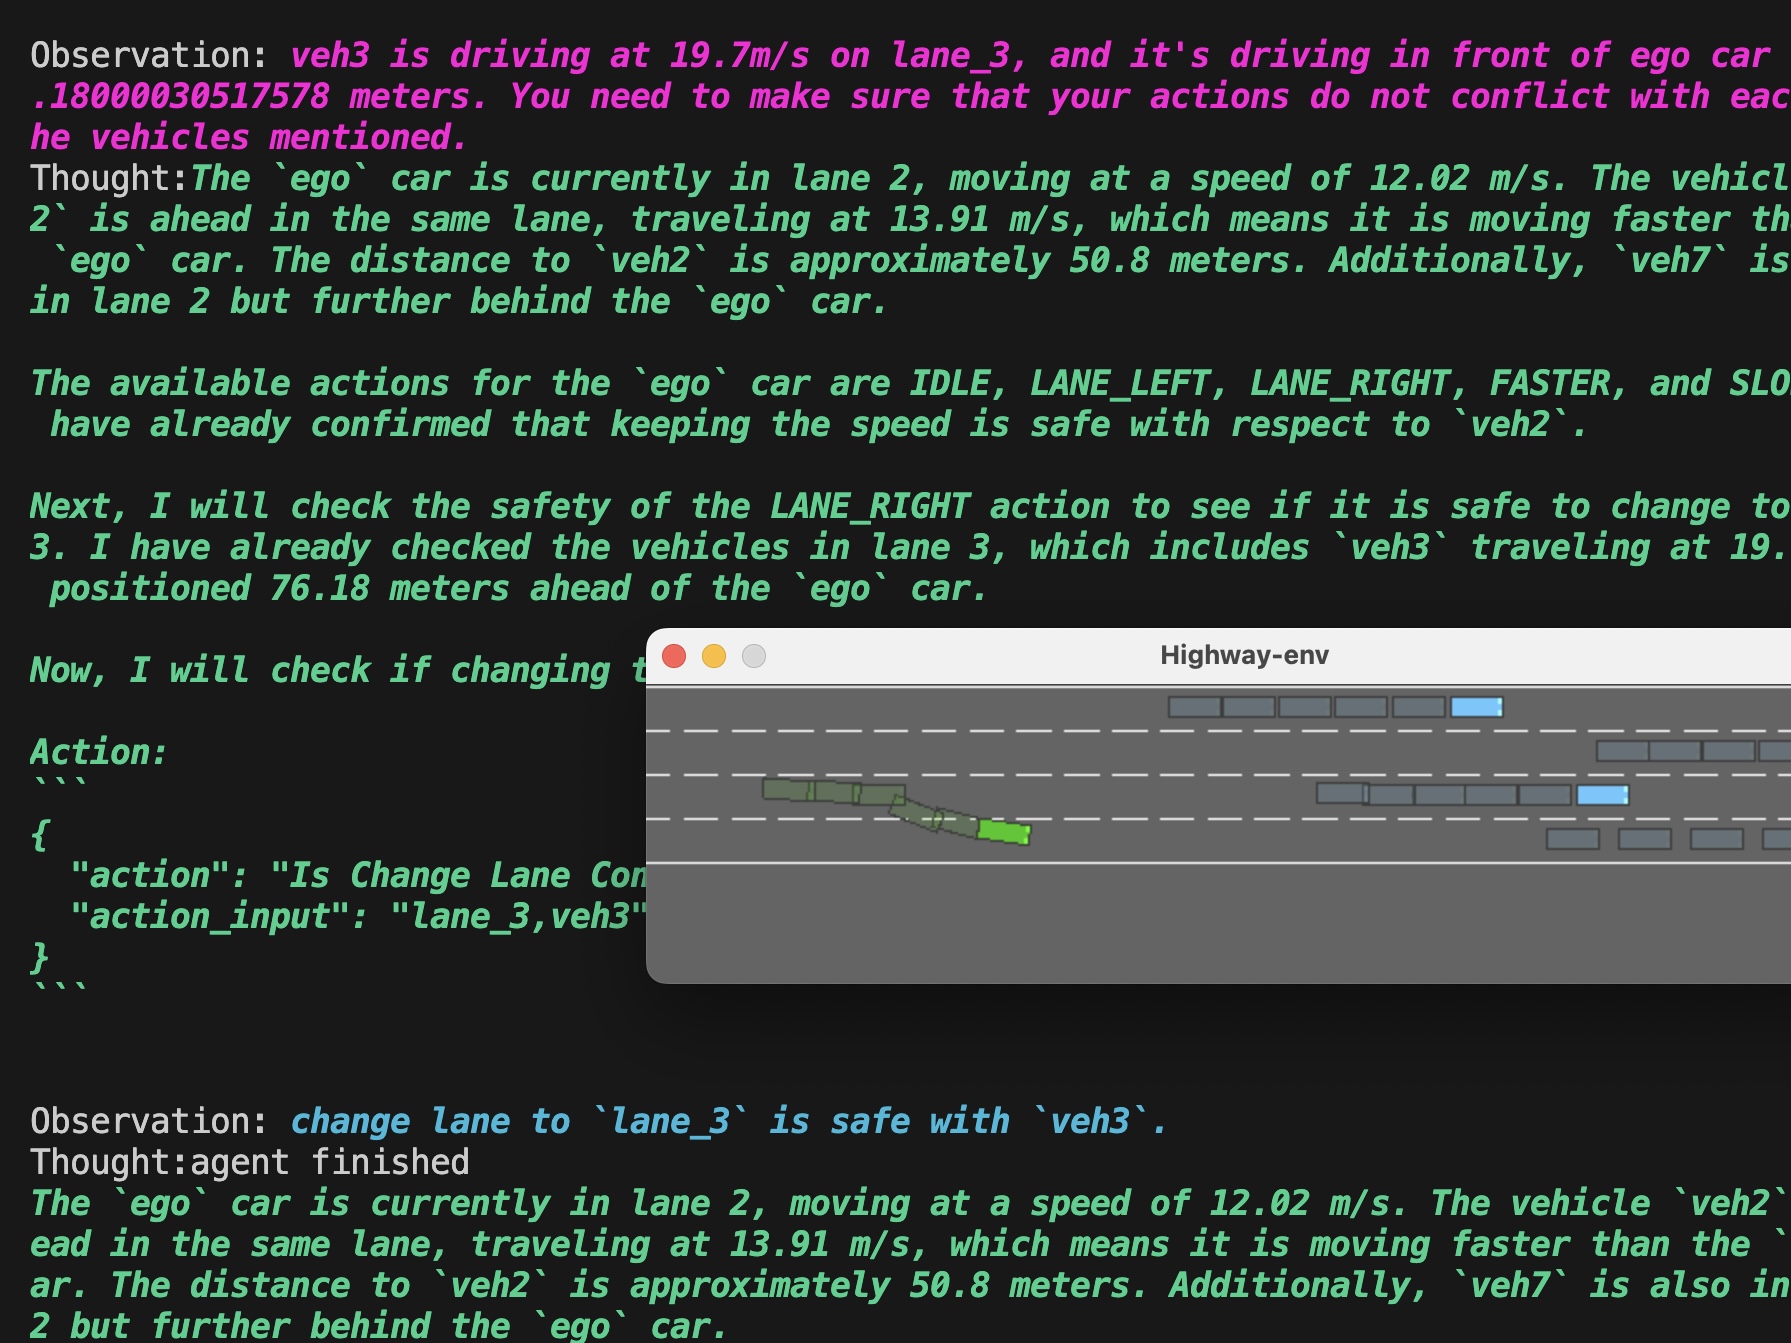 Observation: veh3 is driving at 19.7m/s on lane_3, and it's driving in front of ego car
.18000030517578 meters. You need to make sure that your actions do not conflict with eac
he vehicles mentioned.
Thought:The `ego` car is currently in lane 2, moving at a speed of 12.02 m/s. The vehicl
2` is ahead in the same lane, traveling at 13.91 m/s, which means it is moving faster th
`ego` car. The distance to `veh2` is approximately 50.8 meters. Additionally, `veh7` is
in lane 2 but further behind the `ego` car.
The available actions for the `ego` car are IDLE, LANE_LEFT, LANE_RIGHT, FASTER, and SLO
have already confirmed that keeping the speed is safe with respect to `veh2`.
Next, I will check the safety of the LANE_RIGHT action to see if it is safe to change to
3. I have already checked the vehicles in lane 3, which includes `veh3` traveling at 19.
positioned 76.18 meters ahead of the `ego` car.
Now, I will check if changing t
Highway-env
Action:
```
{
"action": "Is Change Lane Con
"action_input": "lane_3,veh3"
}
```
Observation: change lane to `lane_3` is safe with `veh3`.
Thought:agent finished
The `ego` car is currently in lane 2, moving at a speed of 12.02 m/s. The vehicle `veh2`
ead in the same lane, traveling at 13.91 m/s, which means it is moving faster than the `
ar. The distance to `veh2` is approximately 50.8 meters. Additionally, `veh7` is also in
2 but further behind the `ego` car.